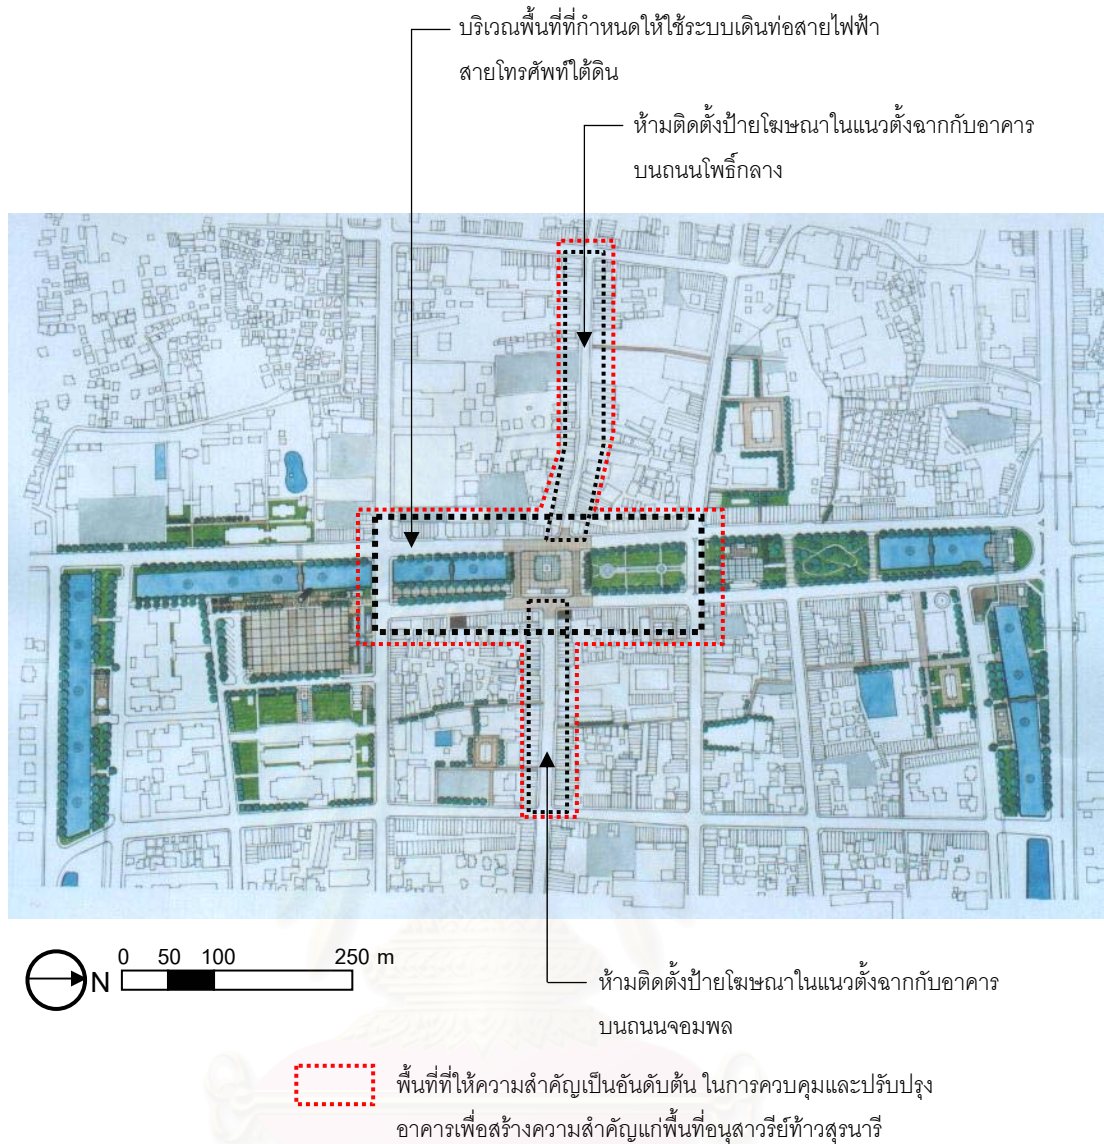 บริเวณพื้นที่ที่กำหนดให้ใช้ระบบเดินท่อสายไฟฟ้า
สายโทรศัพท์ใต้ดิน
ห้ามติดตั้งป้ายโฆษณาในแนวตั้งฉากกับอาคาร
บนถนนโพธิ์กลาง
N
0 50 100 250 m
ห้ามติดตั้งป้ายโฆษณาในแนวตั้งฉากกับอาคาร
บนถนนจอมพล
พื้นที่ที่ให้ความสำคัญเป็นอันดับต้น ในการควบคุมและปรับปรุง
อาคารเพื่อสร้างความสำคัญแก่พื้นที่อนุสาวรีย์ท้าวสุรนารี